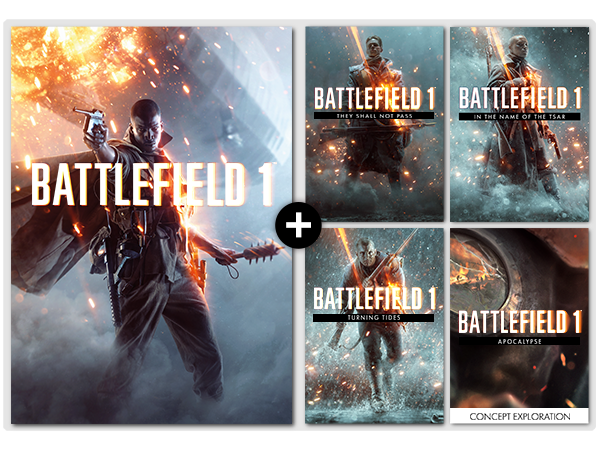 BATTLEFIELD 1
+
BATTLEFIELD 1
THEY SHALL NOT PASS
BATTLEFIELD 1
IN THE NAME OF THE TSAR
BATTLEFIELD 1
TURNING TIDES
BATTLEFIELD 1
APOCALYPSE
CONCEPT EXPLORATION